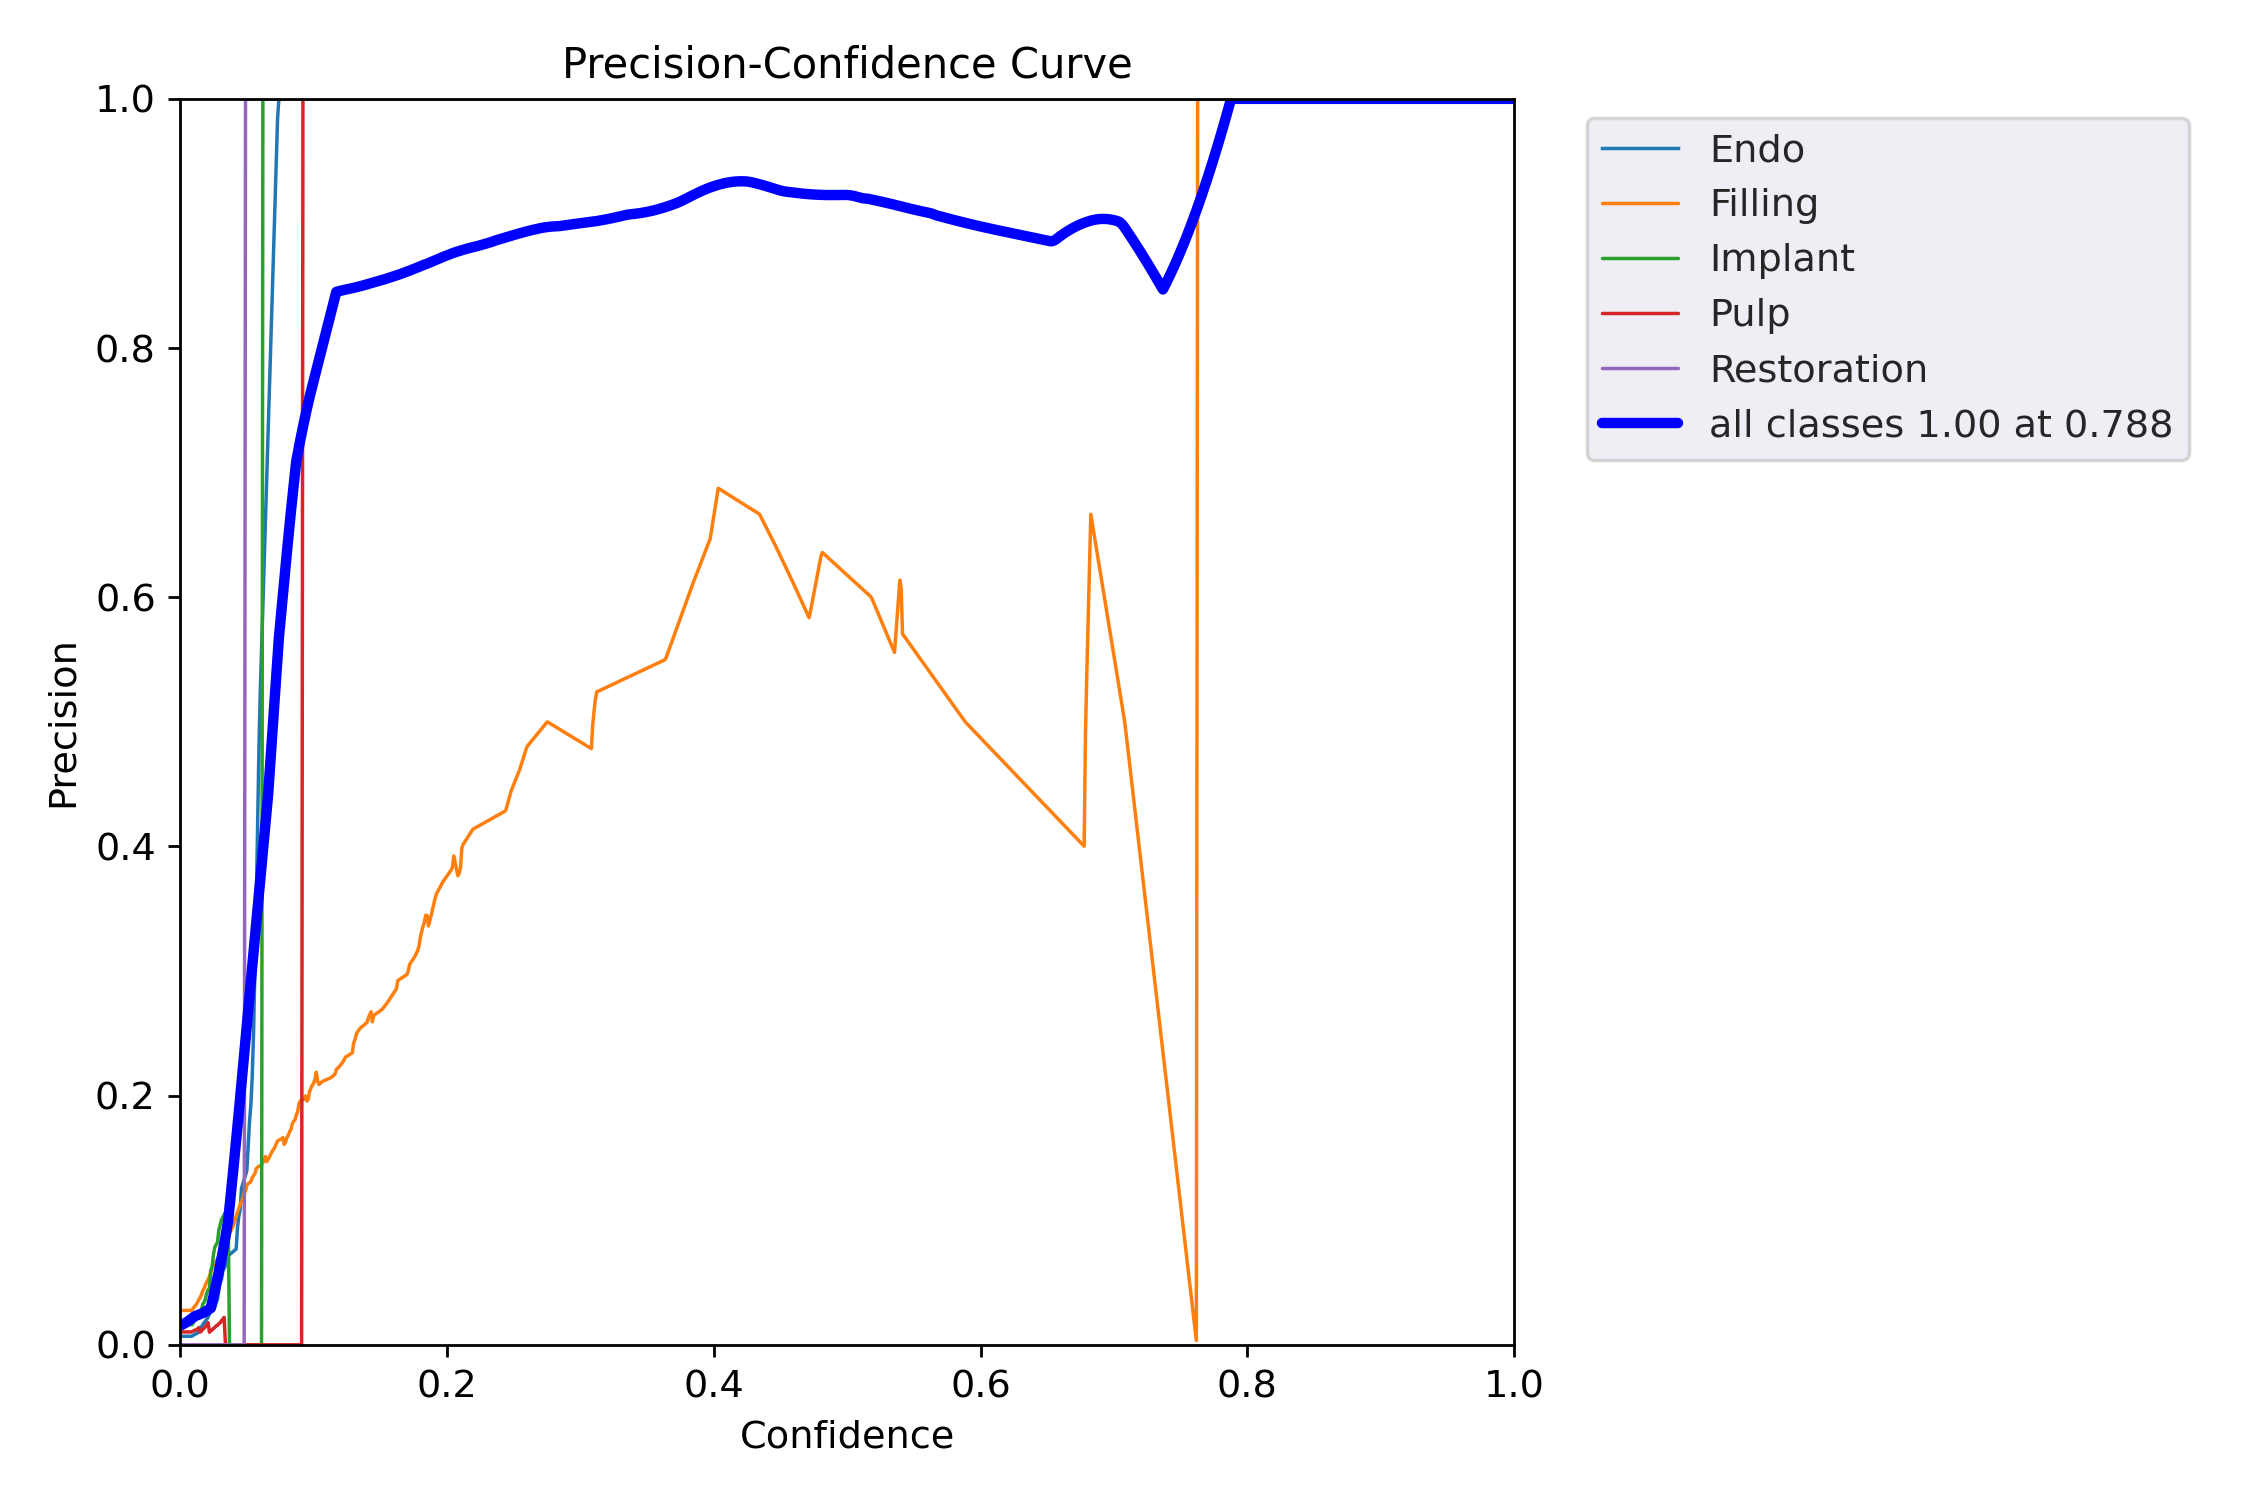 Precision-Confidence Curve
1.0
0.8
0.6
0.4
0.2
0.0
Precision
0.0 0.2 0.4 0.6 0.8 1.0
Confidence
Endo
Filling
Implant
Pulp
Restoration
all classes 1.00 at 0.788